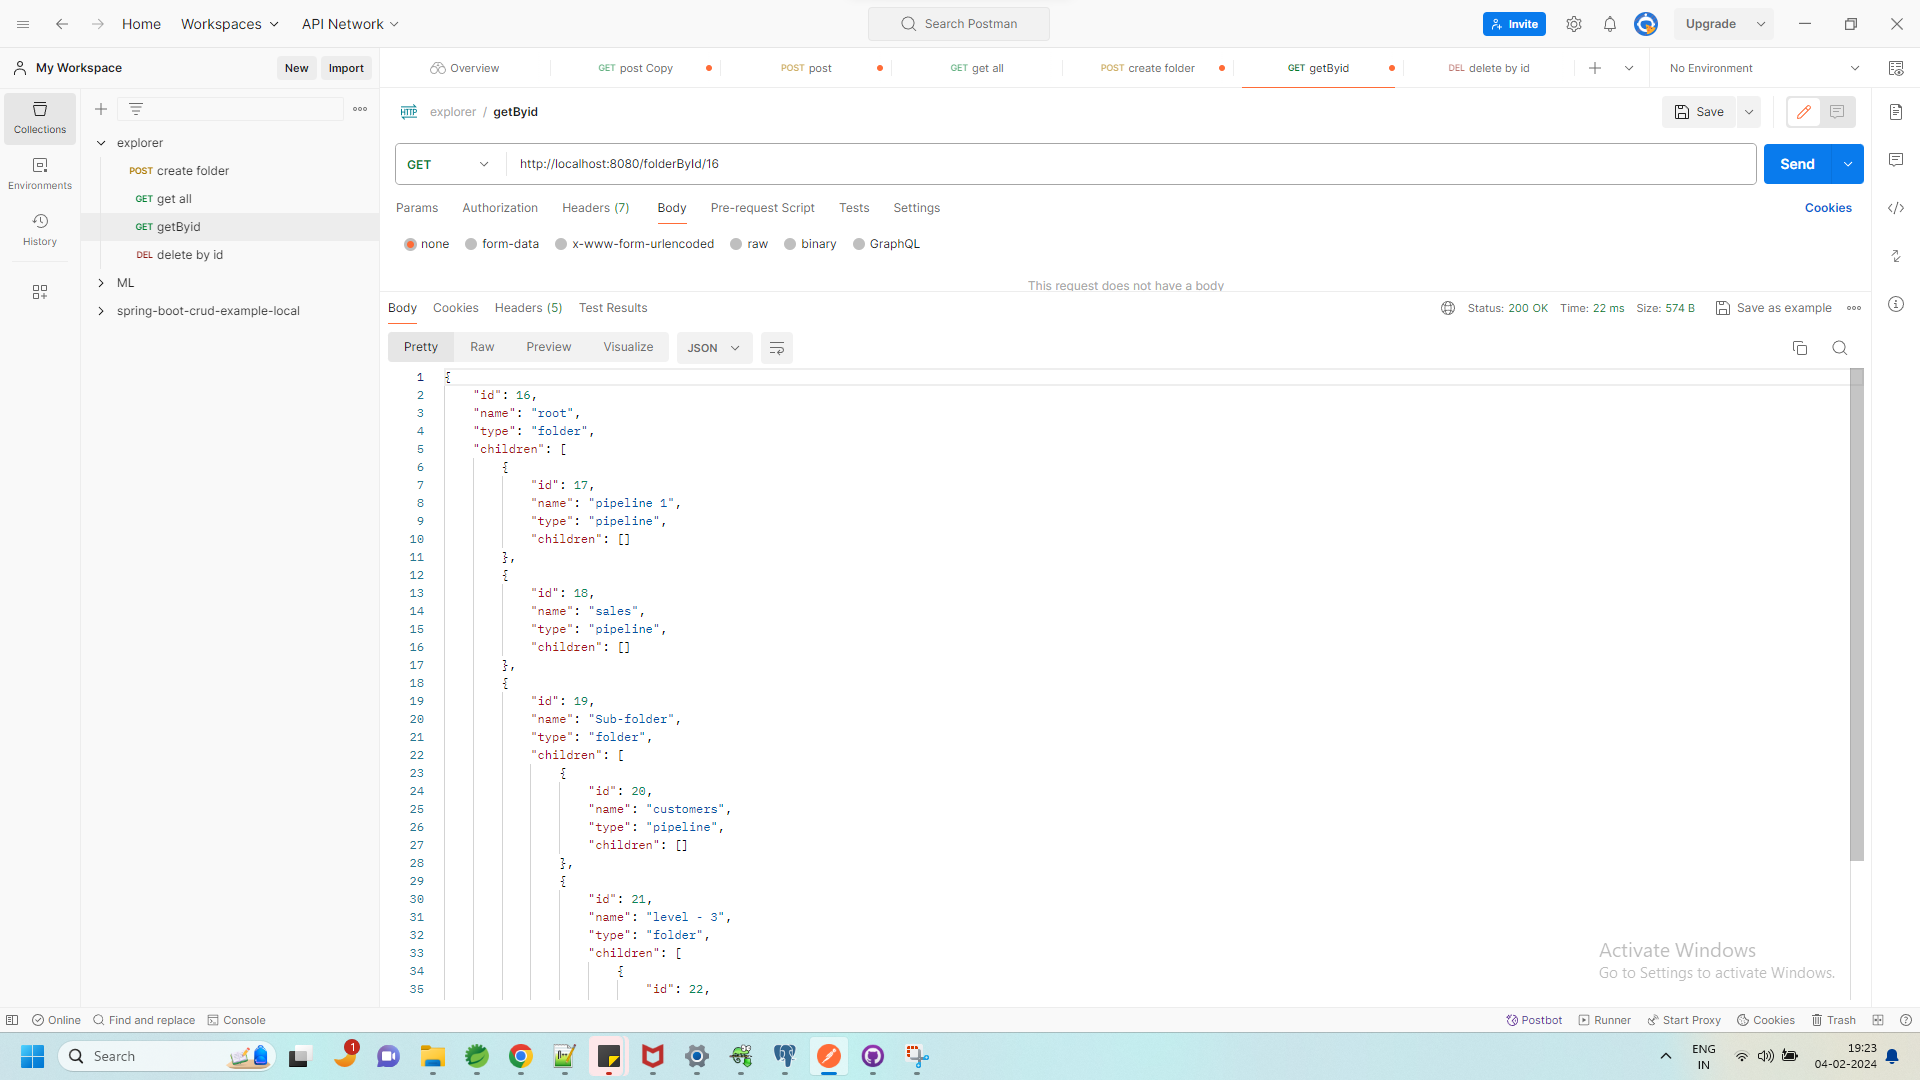 Home Workspaces API Network Search Postman Invite Upgrade
My Workspace New Import Overview GET post Copy POST post GET get all POST create folder GET getByid DEL delete by id No Environment
Collections
Environments
History
explorer
POST create folder
GET get all
GET getByid
DEL delete by id
ML
spring-boot-crud-example-local
HTTP explorer / getByid Save
GET http://localhost:8080/folderById/16 Send
Params Authorization Headers (7) Body Pre-request Script Tests Settings Cookies
none form-data x-www-form-urlencoded raw binary GraphQL
This request does not have a body
Body Cookies Headers (5) Test Results Status: 200 OK Time: 22 ms Size: 574 B Save as example
Pretty Raw Preview Visualize JSON
1 {
2 "id": 16,
3 "name": "root",
4 "type": "folder",
5 "children": [
6 {
7 "id": 17,
8 "name": "pipeline 1",
9 "type": "pipeline",
10 "children": []
11 },
12 {
13 "id": 18,
14 "name": "sales",
15 "type": "pipeline",
16 "children": []
17 },
18 {
19 "id": 19,
20 "name": "Sub-folder",
21 "type": "folder",
22 "children": [
23 {
24 "id": 20,
25 "name": "customers",
26 "type": "pipeline",
27 "children": []
28 },
29 {
30 "id": 21,
31 "name": "level - 3",
32 "type": "folder",
33 "children": [
34 {
35 "id": 22,
Activate Windows
Go to Settings to activate Windows.
Online Find and replace Console Postbot Runner Start Proxy Cookies Trash
Search 1 ENG IN 19:23 04-02-2024